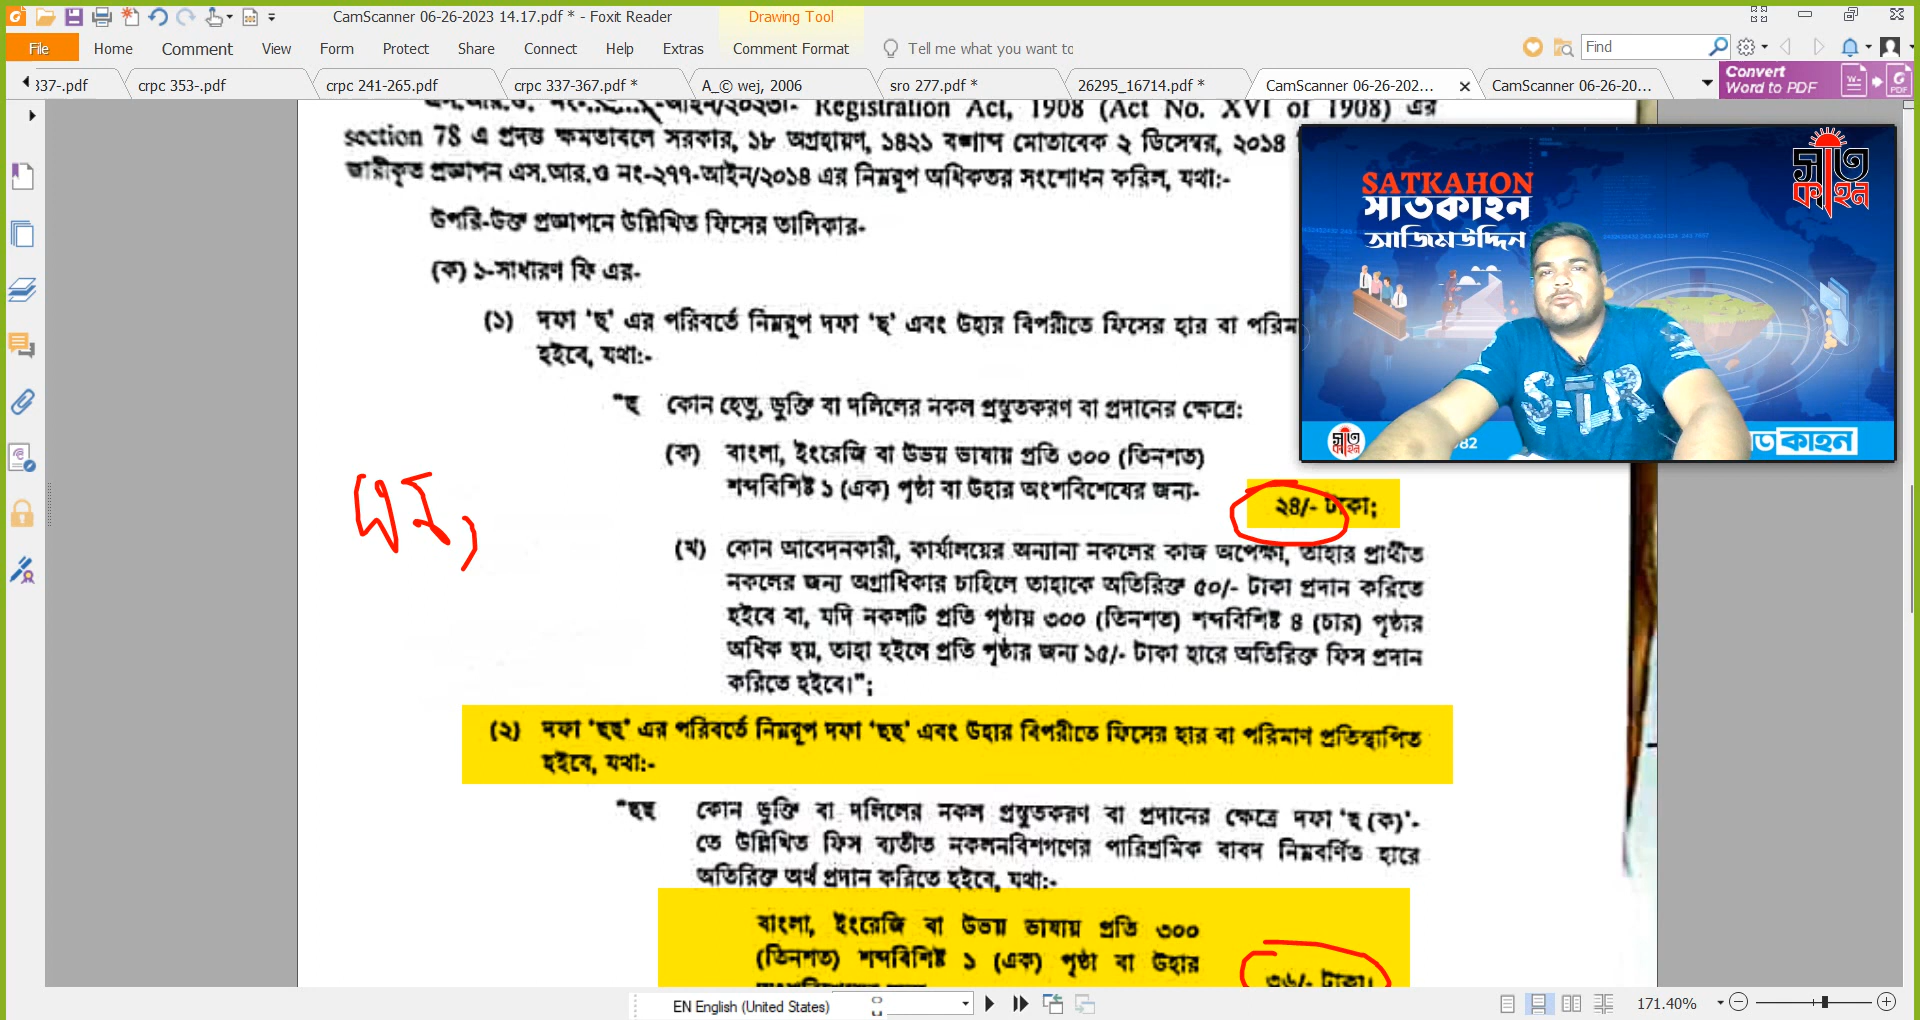 CamScanner 06-26-2023 14.17.pdf * - Foxit Reader
Drawing Tool
File Home Comment View Form Protect Share Connect Help Extras Comment Format Tell me what you want to Find
337-.pdf crpc 353-.pdf crpc 241-265.pdf crpc 337-367.pdf * A_© wej, 2006 sro 277.pdf * 26295_16714.pdf * CamScanner 06-26-202... CamScanner 06-26-20...
Convert
Word to PDF
Registration Act, 1908 (Act No. XVI of 1908) এর
section 78 এ প্রদত্ত ক্ষমতাবলে সরকার, ১৮ অগ্রহায়ণ, ১৪২১ বঙ্গাব্দ মোতাবেক ২ ডিসেম্বর, ২০১৪
জারীকৃত প্রজ্ঞাপন এস.আর.ও নং-২৭৭-আইন/২০১৪ এর নিম্নরূপ অধিকতর সংশোধন করিল, যথা:-
উপরি-উক্ত প্রজ্ঞাপনে উল্লিখিত ফিসের তালিকার-
(ক) ১-সাধারণ ফি এর-
(১) দফা ‘ছ’ এর পরিবর্তে নিম্নরূপ দফা ‘ছ’ এবং উহার বিপরীতে ফিসের হার বা
হইবে, যথা:-
“ছ কোন হেতু, ভুক্তি বা দলিলের নকল প্রস্তুতকরণ বা প্রদানের ক্ষেত্রে:
(ক) বাংলা, ইংরেজি বা উভয় ভাষায় প্রতি ৩০০ (তিনশত)
শব্দবিশিষ্ট ১ (এক) পৃষ্ঠা বা উহার অংশবিশেষের জন্য-
২৪/- টাকা;
(খ) কোন আবেদনকারী, কার্যালয়ের অন্যান্য নকলের কাজ অপেক্ষা, তাহার প্রার্থীত
নকলের জন্য অগ্রাধিকার চাহিলে তাহাকে অতিরিক্ত ৫০/- টাকা প্রদান করিতে
হইবে বা, যদি নকলটি প্রতি পৃষ্ঠায় ৩০০ (তিনশত) শব্দবিশিষ্ট ৪ (চার) পৃষ্ঠার
অধিক হয়, তাহা হইলে প্রতি পৃষ্ঠার জন্য ১৫/- টাকা হারে অতিরিক্ত ফিস প্রদান
করিতে হইবে।”;
(২) দফা ‘ছছ’ এর পরিবর্তে নিম্নরূপ দফা ‘ছছ’ এবং উহার বিপরীতে ফিসের হার বা পরিমাণ প্রতিস্থাপিত
হইবে, যথা:-
“ছছ কোন ভুক্তি বা দলিলের নকল প্রস্তুতকরণ বা প্রদানের ক্ষেত্রে দফা ‘ছ (ক)’-
তে উল্লিখিত ফিস ব্যতীত নকলনবিশগণের পারিশ্রমিক বাবদ নিম্নবর্ণিত হারে
অতিরিক্ত অর্থ প্রদান করিতে হইবে, যথা:-
বাংলা, ইংরেজি বা উভয় ভাষায় প্রতি ৩০০
(তিনশত) শব্দবিশিষ্ট ১ (এক) পৃষ্ঠা বা উহার
৩৬/- টাকা।
SATKAHON
সাতকাহন
আজিমউদ্দিন
সাত
কাহন
S-TR
সাত
কাহন
82
ত কাহন
EN English (United States)
171.40%